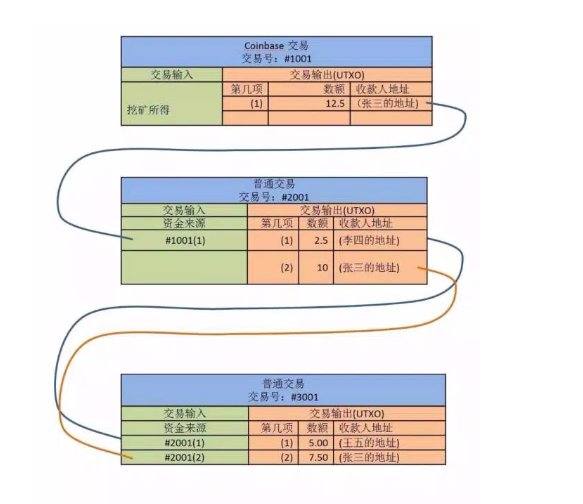 Coinbase 交易
交易号：#1001
交易输入 交易输出(UTXO)
第几项 数额 收款人地址
挖矿所得 (1) 12.5 (张三的地址)
普通交易
交易号：#2001
交易输入 交易输出(UTXO)
资金来源 第几项 数额 收款人地址
#1001(1) (1) 2.5 (李四的地址)
(2) 10 (张三的地址)
普通交易
交易号：#3001
交易输入 交易输出(UTXO)
资金来源 第几项 数额 收款人地址
#2001(1) (1) 5.00 (王五的地址)
#2001(2) (2) 7.50 (张三的地址)